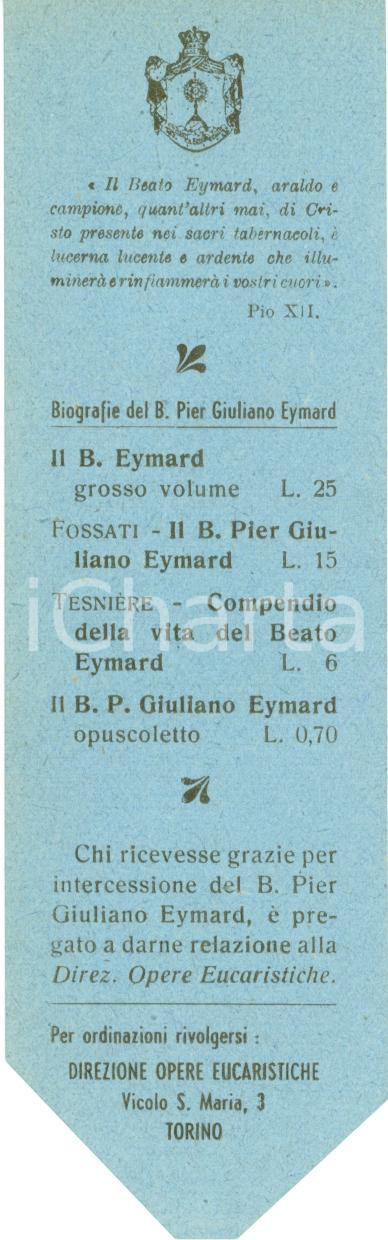 « Il Beato Eymard, araldo e
campione, quant'altri mai, di Cri-
sto presente nei sacri tabernacoli, è
lucerna lucente e ardente che illu-
minerà e rinfiammerà i vostri cuori ».
Pio XII.
Biografie del B. Pier Giuliano Eymard
Il B. Eymard
grosso volume L. 25
FOSSATI - Il B. Pier Giu-
liano Eymard L. 15
TESNIÈRE - Compendio
della vita del Beato
Eymard L. 6
Il B. P. Giuliano Eymard
opuscoletto L. 0,70
iCharta
Chi ricevesse grazie per
intercessione del B. Pier
Giuliano Eymard, è pre-
gato a darne relazione alla
Direz. Opere Eucaristiche.
Per ordinazioni rivolgersi :
DIREZIONE OPERE EUCARISTICHE
Vicolo S. Maria, 3
TORINO